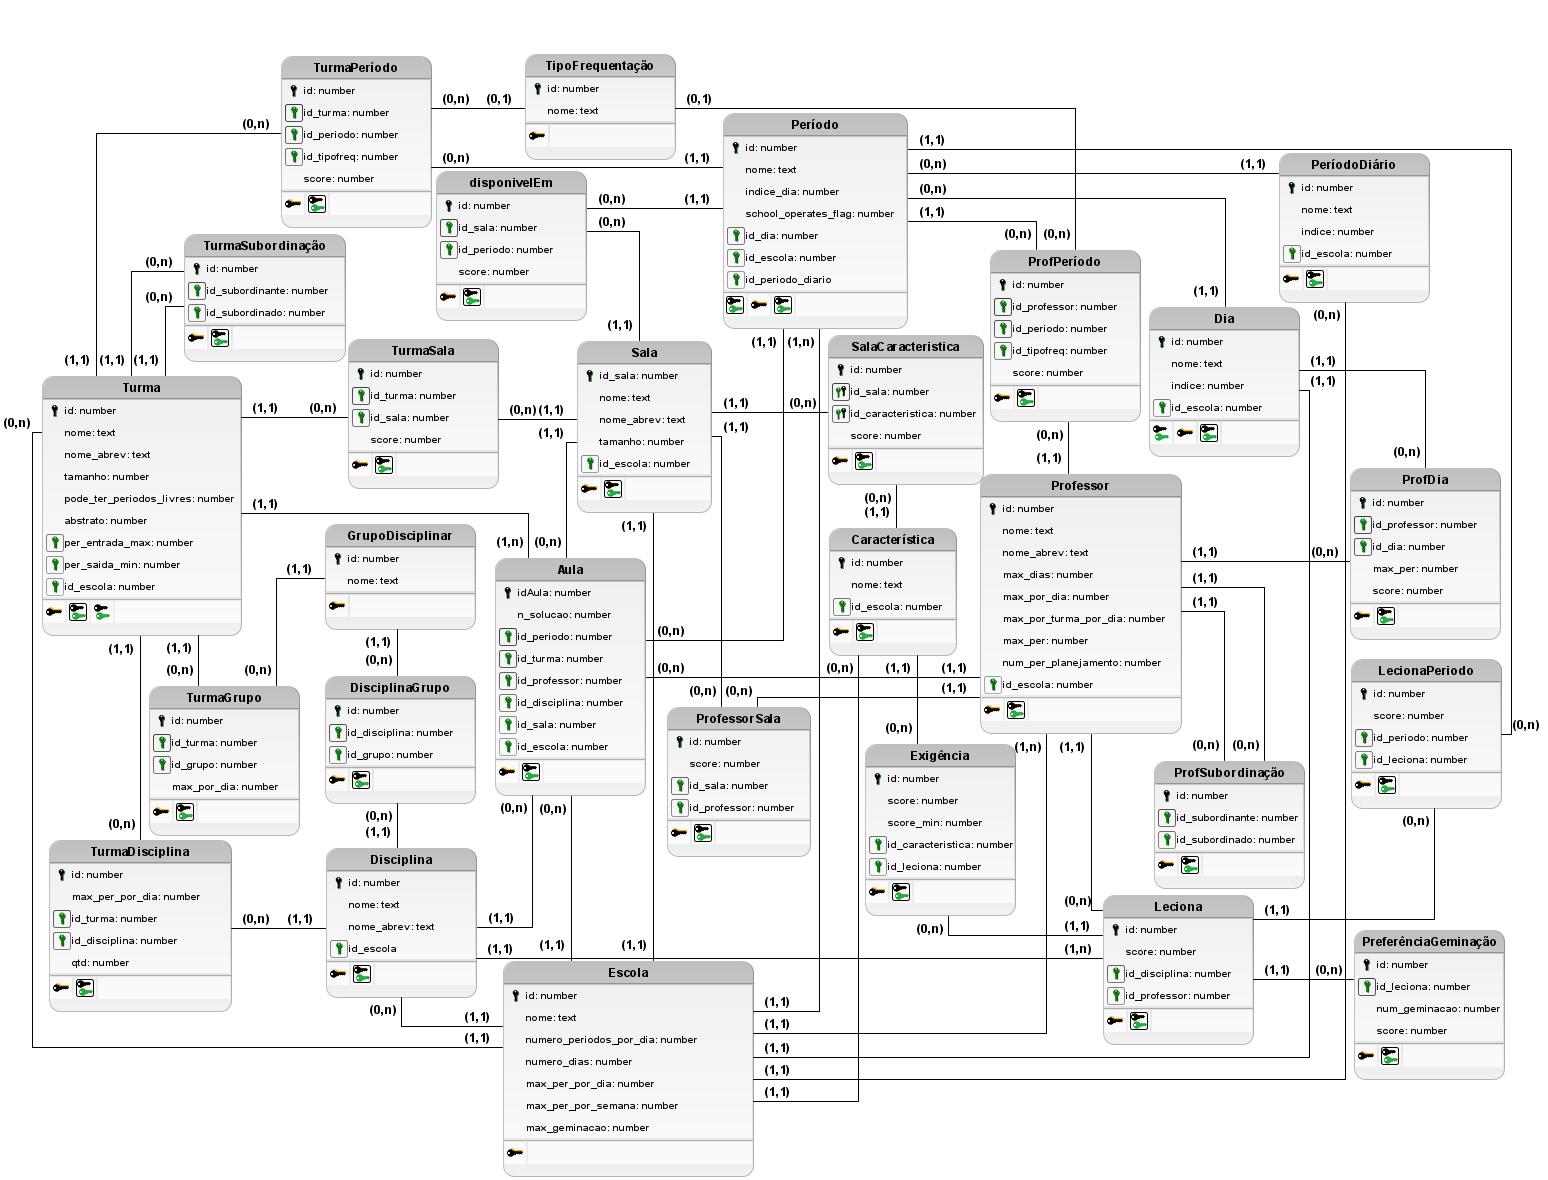 TurmaPeríodo
id: number
id_turma: number
id_periodo: number
id_tipofreq: number
score: number
(0,n)
(0,n) (0,1)
(0,n)
TipoFrequentação
id: number
nome: text
(0,1)
Período
id: number
nome: text
indice_dia: number
school_operates_flag: number
id_dia: number
id_escola: number
id_periodo_diario
(1,1)
(1,1)
(1,1)
(0,n)
(0,n)
(1,1)
(1,1) (1,n)
(1,1)
PeríodoDiário
id: number
nome: text
indice: number
id_escola: number
(0,n)
disponivelEm
id: number
id_sala: number
id_periodo: number
score: number
(0,n)
(0,n)
(1,1)
TurmaSubordinação
id: number
id_subordinante: number
id_subordinado: number
(0,n)
(0,n)
(0,n) (0,n)
ProfPeríodo
id: number
id_professor: number
id_periodo: number
id_tipofreq: number
score: number
(0,n)
(1,1)
(1,1)
Dia
id: number
nome: text
indice: number
id_escola: number
(1,1)
(1,1)
(1,1) (1,1) (1,1)
Turma
id: number
nome: text
nome_abrev: text
tamanho: number
pode_ter_periodos_livres: number
abstrato: number
per_entrada_max: number
per_saida_min: number
id_escola: number
(0,n)
(1,1) (0,n)
(1,1)
(1,1) (1,1)
TurmaSala
id: number
id_turma: number
id_sala: number
score: number
(0,n) (1,1)
(1,1)
Sala
id_sala: number
nome: text
nome_abrev: text
tamanho: number
id_escola: number
(1,1) (0,n)
(1,1)
(1,1)
SalaCaracteristica
id: number
id_sala: number
id_caracteristica: number
score: number
(0,n)
(1,1)
Característica
id: number
nome: text
id_escola: number
(0,n) (1,1) (1,1)
Professor
id: number
nome: text
nome_abrev: text
max_dias: number
max_por_dia: number
max_por_turma_por_dia: number
max_per: number
num_per_planejamento: number
id_escola: number
(1,1) (0,n)
(1,1)
(1,1)
(1,1)
(1,n) (1,1)
(0,n)
ProfDia
id: number
id_professor: number
id_dia: number
max_per: number
score: number
GrupoDisciplinar
id: number
nome: text
(1,1)
(1,1)
(0,n)
(1,n) (0,n)
Aula
idAula: number
n_solucao: number
id_periodo: number
id_turma: number
id_professor: number
id_disciplina: number
id_sala: number
id_escola: number
(0,n)
(0,n)
(0,n) (0,n)
LecionaPeriodo
id: number
score: number
id_periodo: number
id_leciona: number
(0,n)
(0,n)
(0,n) (0,n)
TurmaGrupo
id: number
id_turma: number
id_grupo: number
max_por_dia: number
DisciplinaGrupo
id: number
id_disciplina: number
id_grupo: number
(0,n)
(1,1)
(0,n) (0,n)
ProfessorSala
id: number
score: number
id_sala: number
id_professor: number
(0,n)
Exigência
id: number
score: number
score_min: number
id_caracteristica: number
id_leciona: number
(0,n)
(0,n) (0,n)
ProfSubordinação
id: number
id_subordinante: number
id_subordinado: number
(0,n)
TurmaDisciplina
id: number
max_per_por_dia: number
id_turma: number
id_disciplina: number
qtd: number
(0,n) (1,1)
Disciplina
id: number
nome: text
nome_abrev: text
id_escola
(1,1)
(1,1)
(0,n)
(0,n)
(1,1)
(1,n)
Leciona
id: number
score: number
id_disciplina: number
id_professor: number
(1,1)
(1,1) (0,n)
PreferênciaGeminação
id: number
id_leciona: number
num_geminacao: number
score: number
(1,1) (1,1)
Escola
id: number
nome: text
numero_periodos_por_dia: number
numero_dias: number
max_per_por_dia: number
max_per_por_semana: number
max_geminacao: number
(1,1)
(1,1)
(1,1)
(1,1)
(1,1)
(1,1)
(1,1)